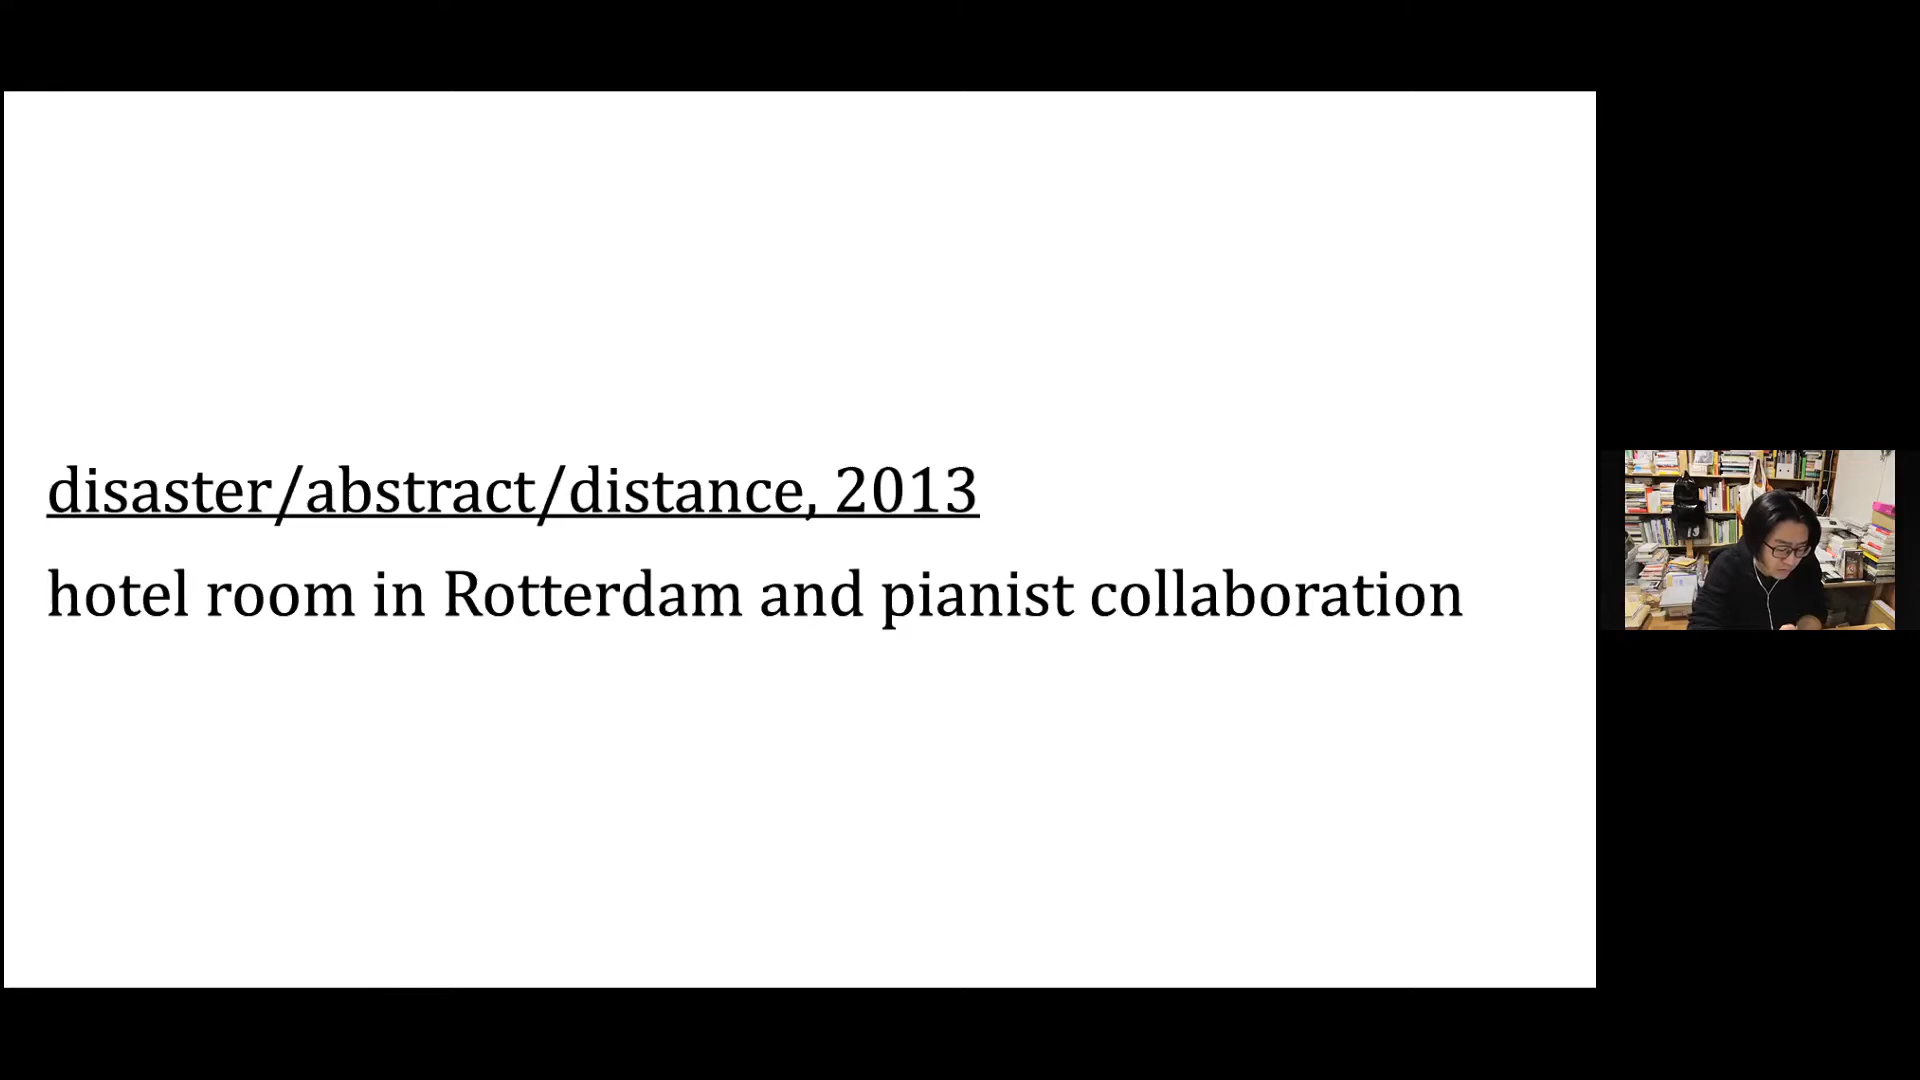 disaster/abstract/distance, 2013
hotel room in Rotterdam and pianist collaboration